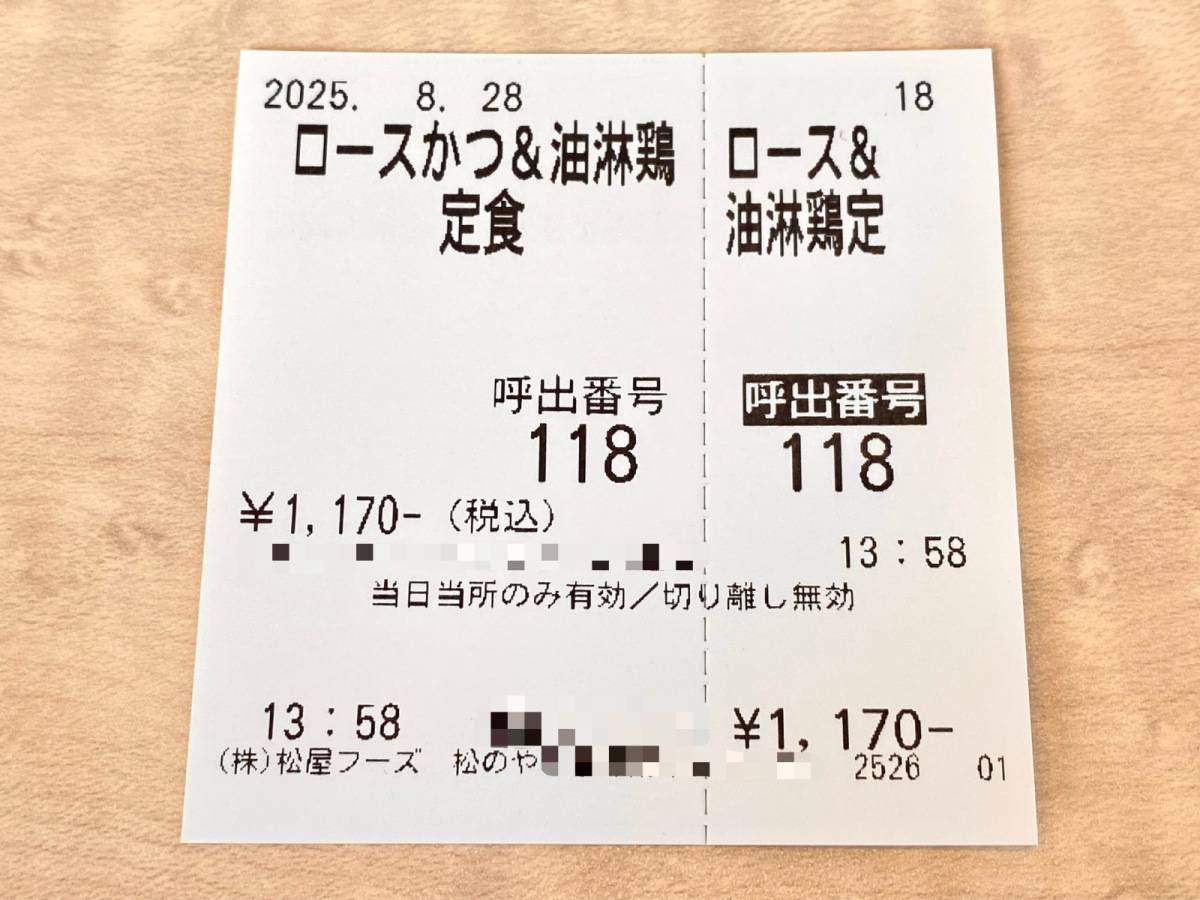 2025. 8. 28
ロースかつ&油淋鶏
定食
呼出番号
118
¥1,170-(税込)
当日当所のみ有効/切り離し無効
13:58
(株)松屋フーズ 松のや
18
ロース&
油淋鶏定
呼出番号
118
13:58
¥1,170-
2526 01